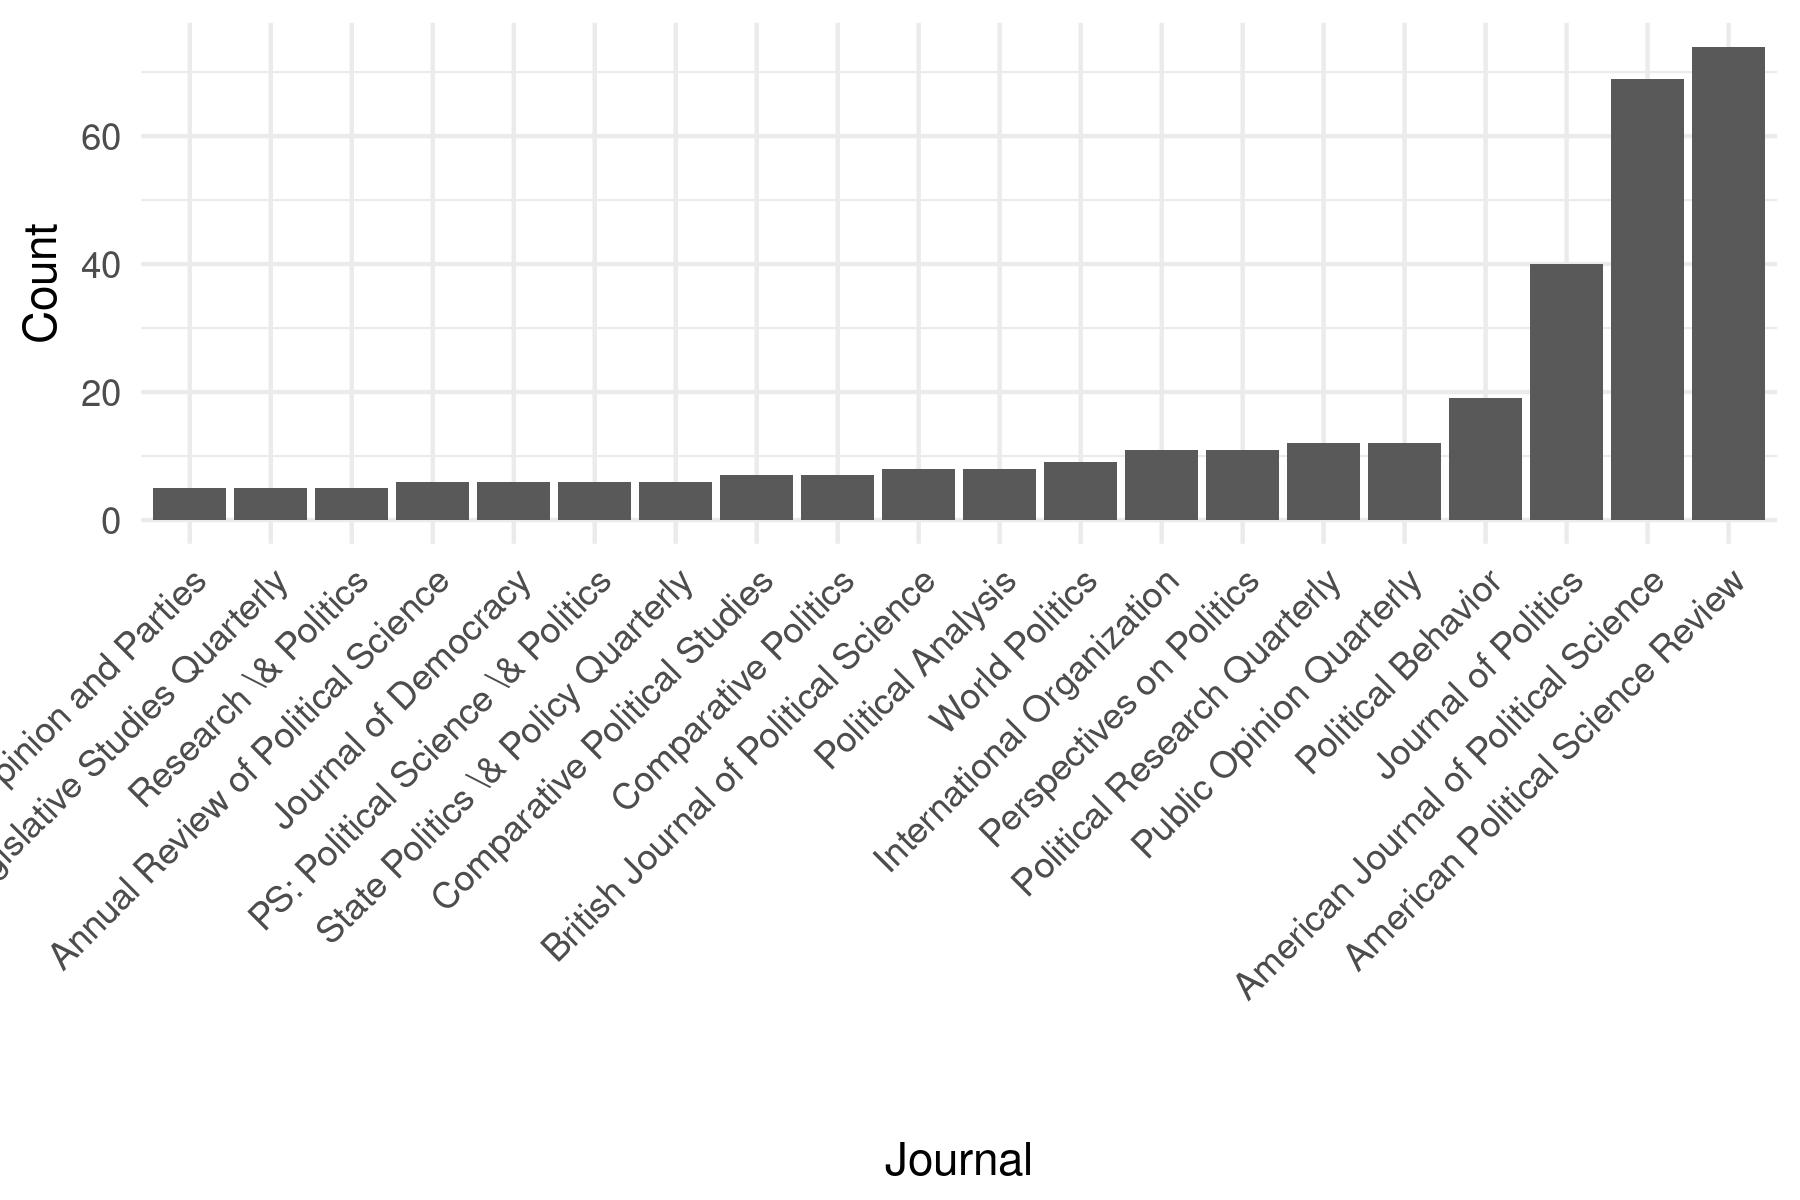 Count
60
40
20
0
and Parties
Studies Quarterly
Research \& Politics
Annual Review of Political Science
Journal of Democracy
PS: Political Science \& Politics
State Politics \& Policy Quarterly
Comparative Political Studies
Comparative Politics
British Journal of Political Science
Political Analysis
World Politics
International Organization
Perspectives on Politics
Political Research Quarterly
Public Opinion Quarterly
Political Behavior
Journal of Politics
American Journal of Political Science
American Political Science Review
Journal